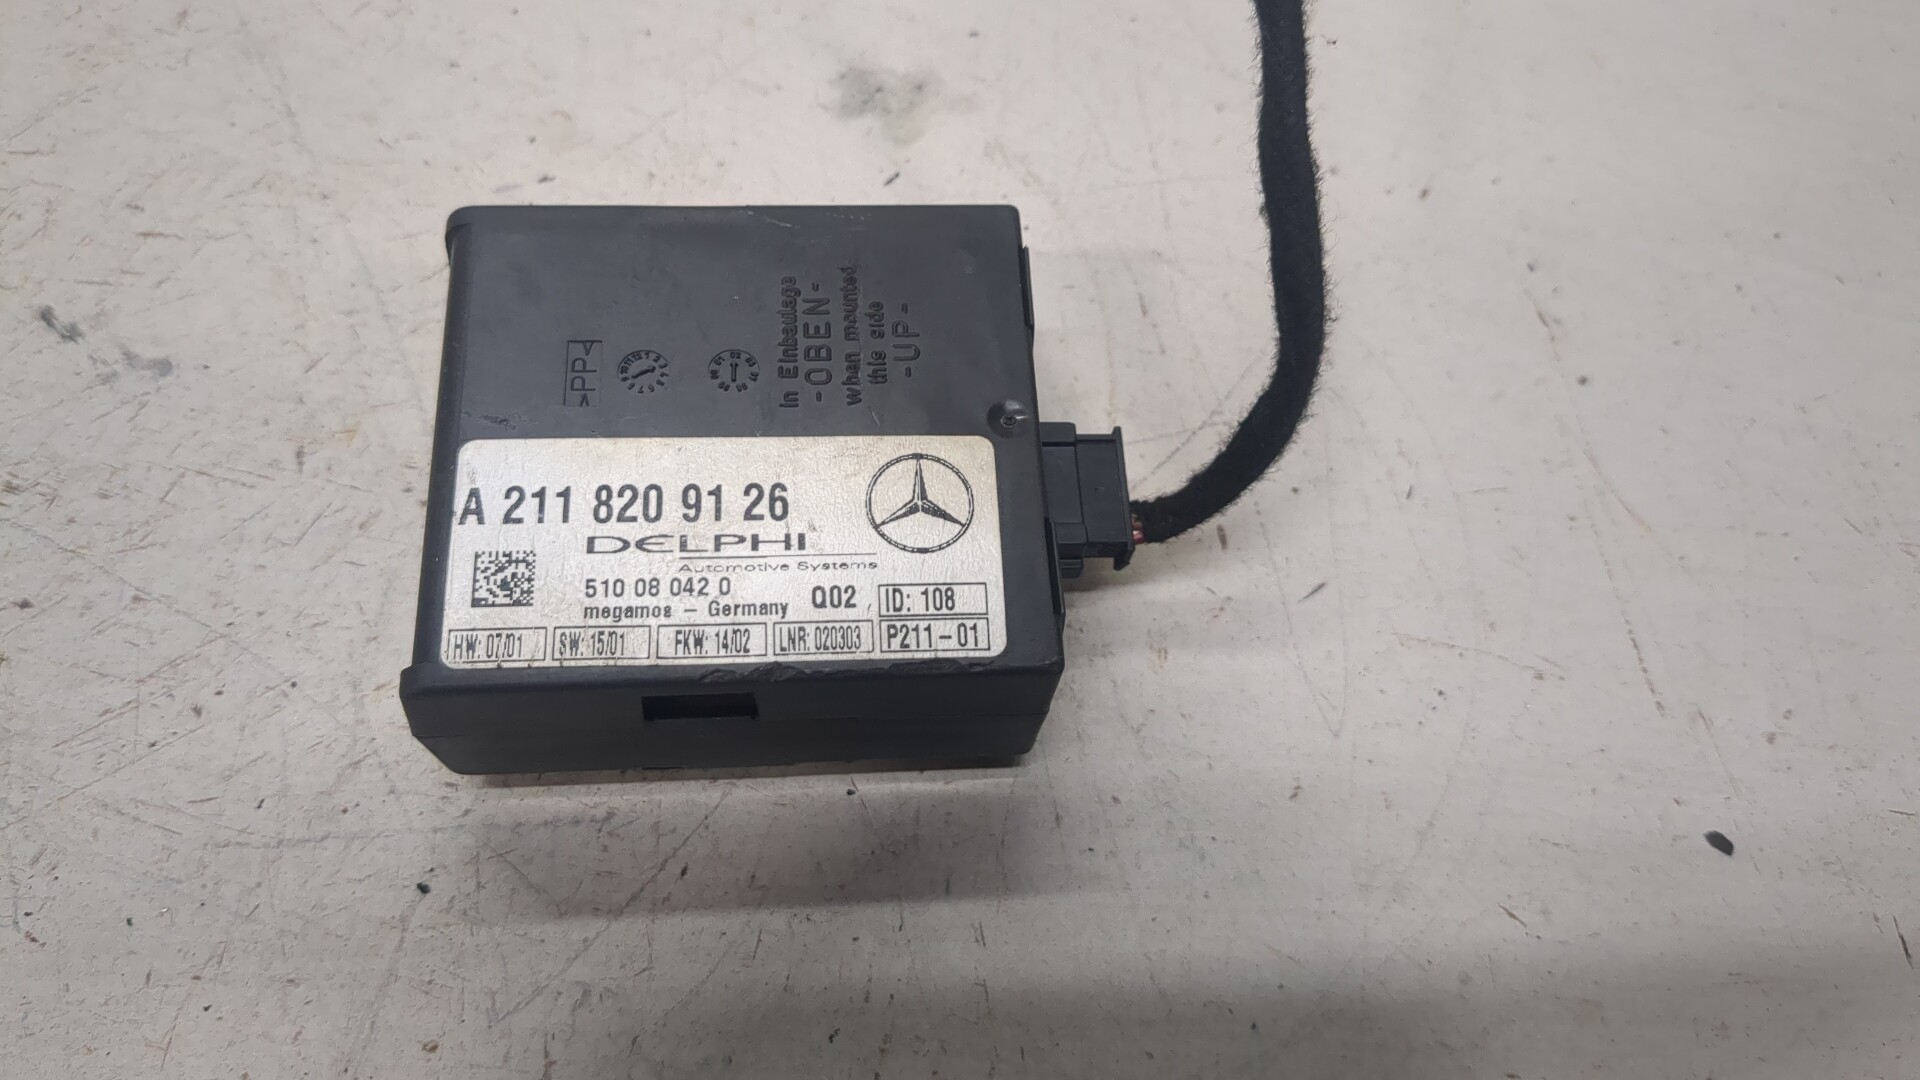 in Einbaulage
-OBEN-
when mounted
this side
-UP-
>PP<
A 211 820 91 26
DELPHI
Automotive Systems
510 08 042 0
megamos - Germany
Q02
ID: 108
HW: 07/01
SW: 15/01
FKW: 14/02
LNR: 020303
P211-01